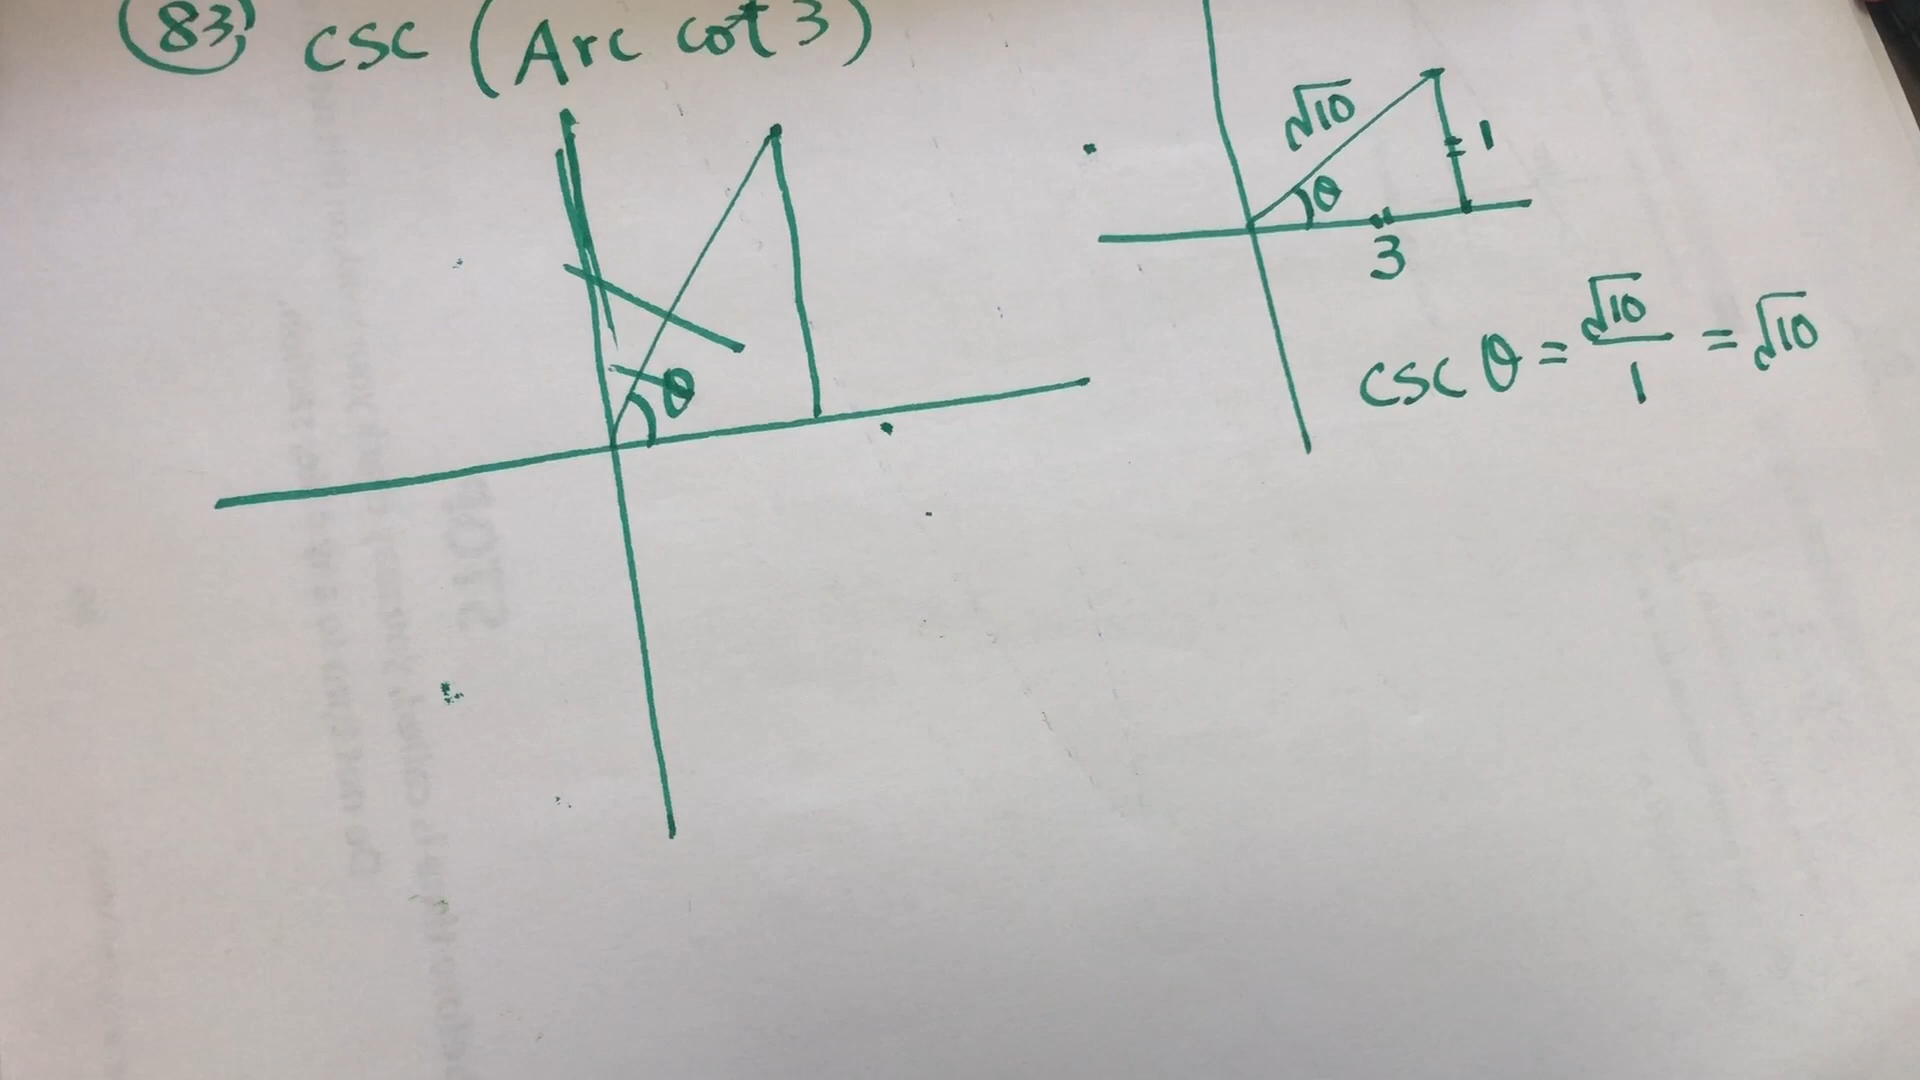 83) csc (Arc cot 3)
θ
√10
1
θ
3
csc θ = √10/1 = √10